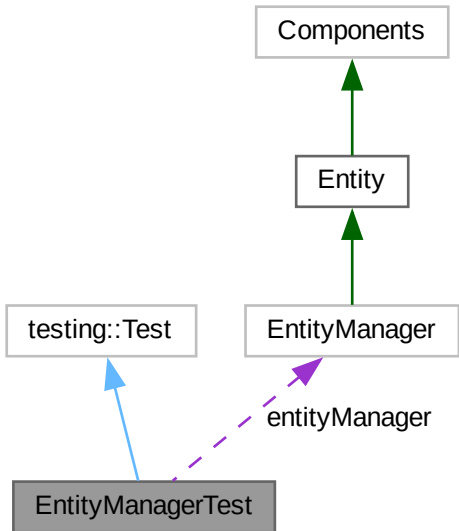 Components
Entity
testing::Test
EntityManager
entityManager
EntityManagerTest